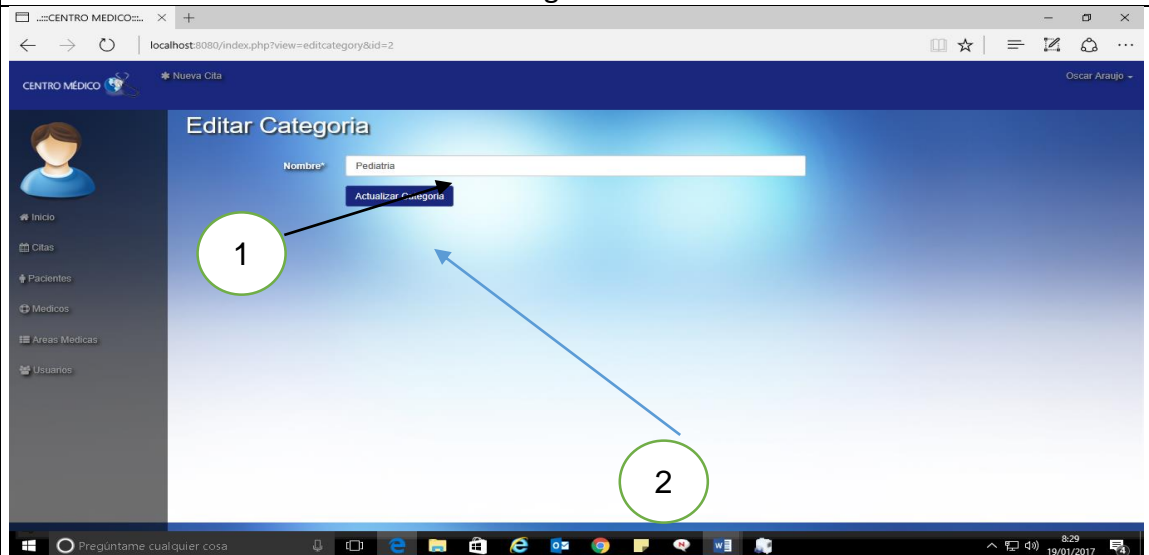 ...:::CENTRO MEDICO:::...
localhost:8080/index.php?view=editcategory&id=2
CENTRO MÉDICO
Nueva Cita
Oscar Araujo
Editar Categoria
Nombre*
Pediatria
Actualizar Categoria
Inicio
Citas
Pacientes
Medicos
Areas Medicas
Usuarios
1
2
Pregúntame cualquier cosa
8:29
19/01/2017